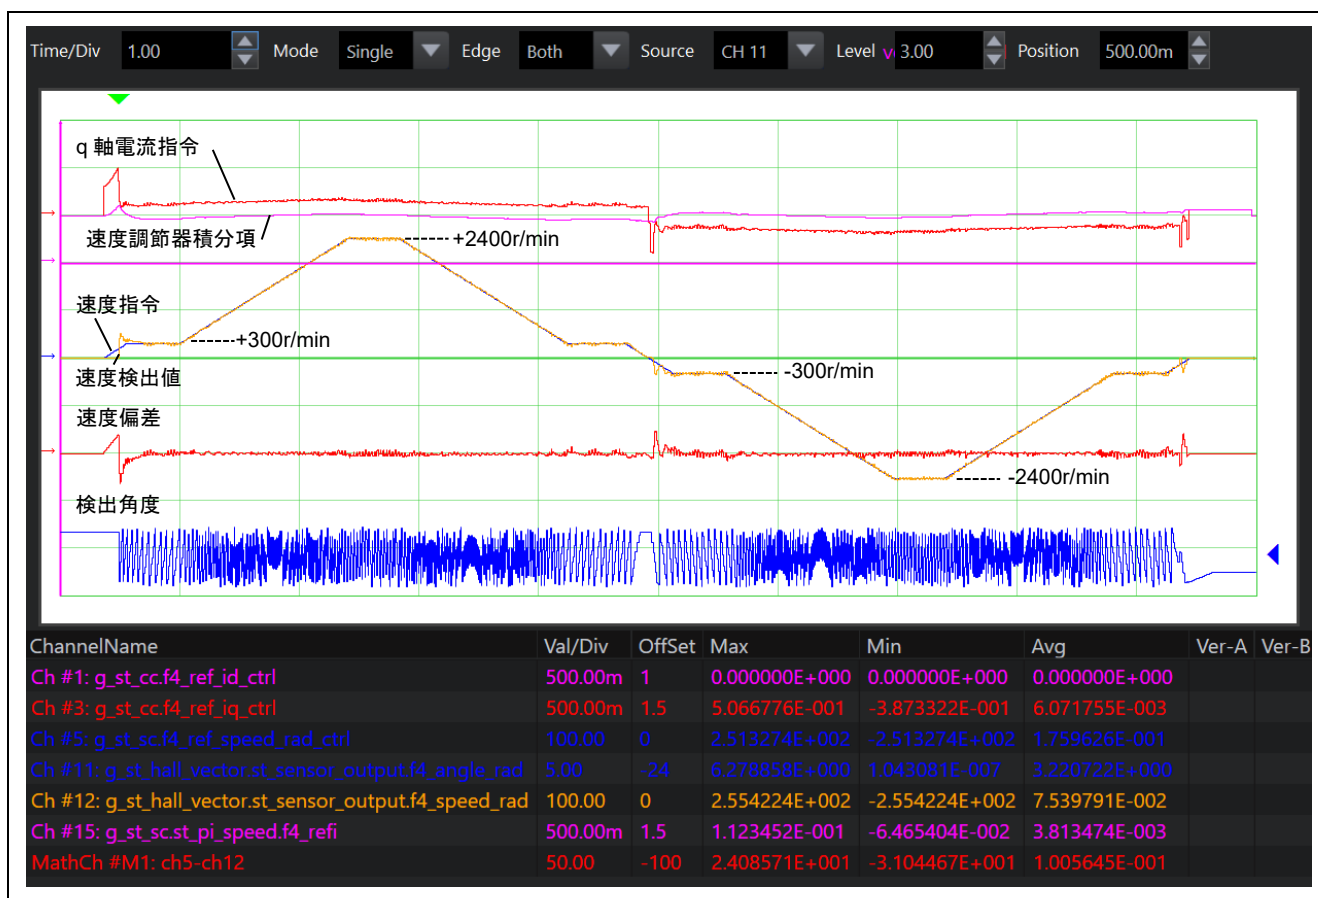 Time/Div 1.00 Mode Single Edge Both Source CH 11 Level 3.00 Position 500.00m
q 軸電流指令
速度調節器積分項
+2400r/min
速度指令
+300r/min
速度検出値
-300r/min
速度偏差
-2400r/min
検出角度
ChannelName Val/Div OffSet Max Min Avg Ver-A Ver-B
Ch #1: g_st_cc.f4_ref_id_ctrl 500.00m 1 0.000000E+000 0.000000E+000 0.000000E+000
Ch #3: g_st_cc.f4_ref_iq_ctrl 500.00m 1.5 5.066776E-001 -3.873322E-001 6.071755E-003
Ch #5: g_st_sc.f4_ref_speed_rad_ctrl 100.00 0 2.513274E+002 -2.513274E+002 1.759626E-001
Ch #11: g_st_hall_vector.st_sensor_output.f4_angle_rad 5.00 -24 6.278858E+000 1.043081E-007 3.220722E+000
Ch #12: g_st_hall_vector.st_sensor_output.f4_speed_rad 100.00 0 2.554224E+002 -2.554224E+002 7.539791E-002
Ch #15: g_st_sc.st_pi_speed.f4_refi 500.00m 1.5 1.123452E-001 -6.465404E-002 3.813474E-003
MathCh #M1: ch5-ch12 50.00 -100 2.408571E+001 -3.104467E+001 1.005645E-001